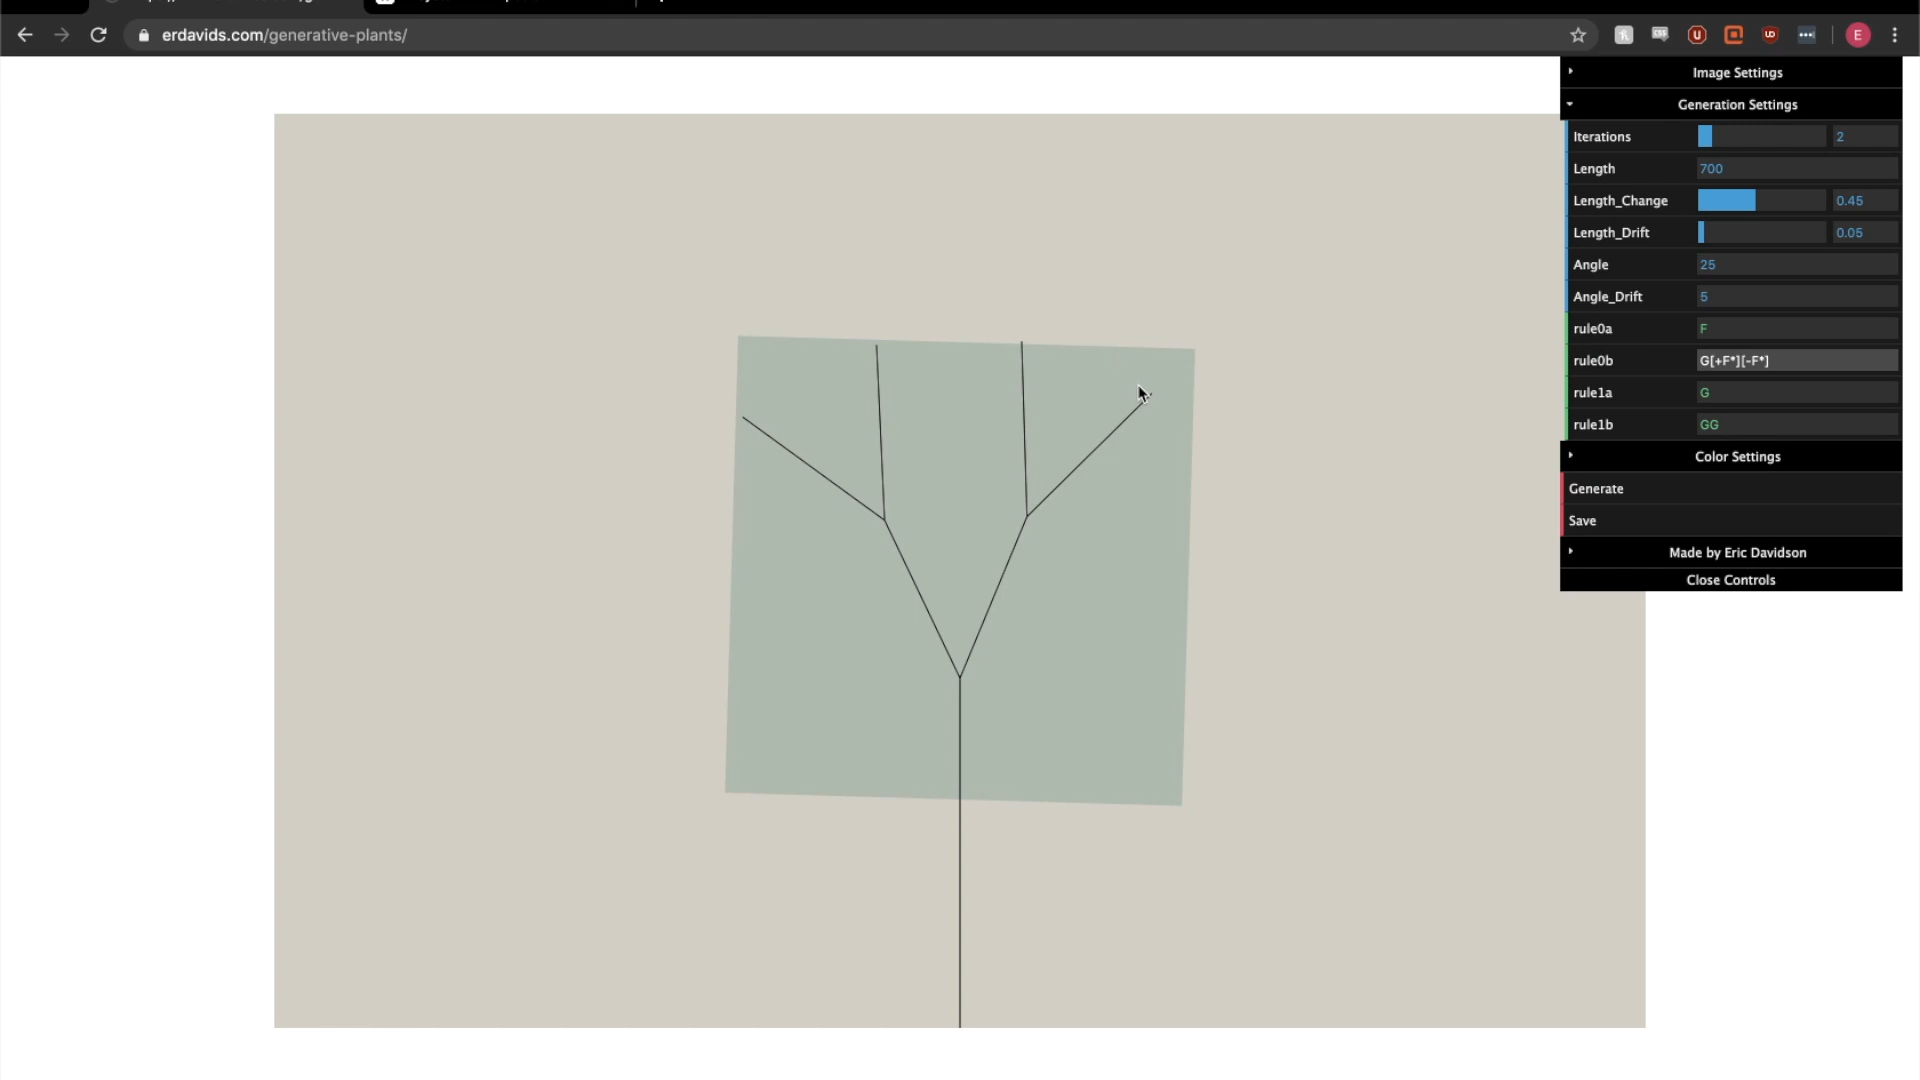 erdavids.com/generative-plants/
E
Image Settings
Generation Settings
Iterations 2
Length 700
Length_Change 0.45
Length_Drift 0.05
Angle 25
Angle_Drift 5
rule0a F
rule0b G[+F*][-F*]
rule1a G
rule1b GG
Color Settings
Generate
Save
Made by Eric Davidson
Close Controls